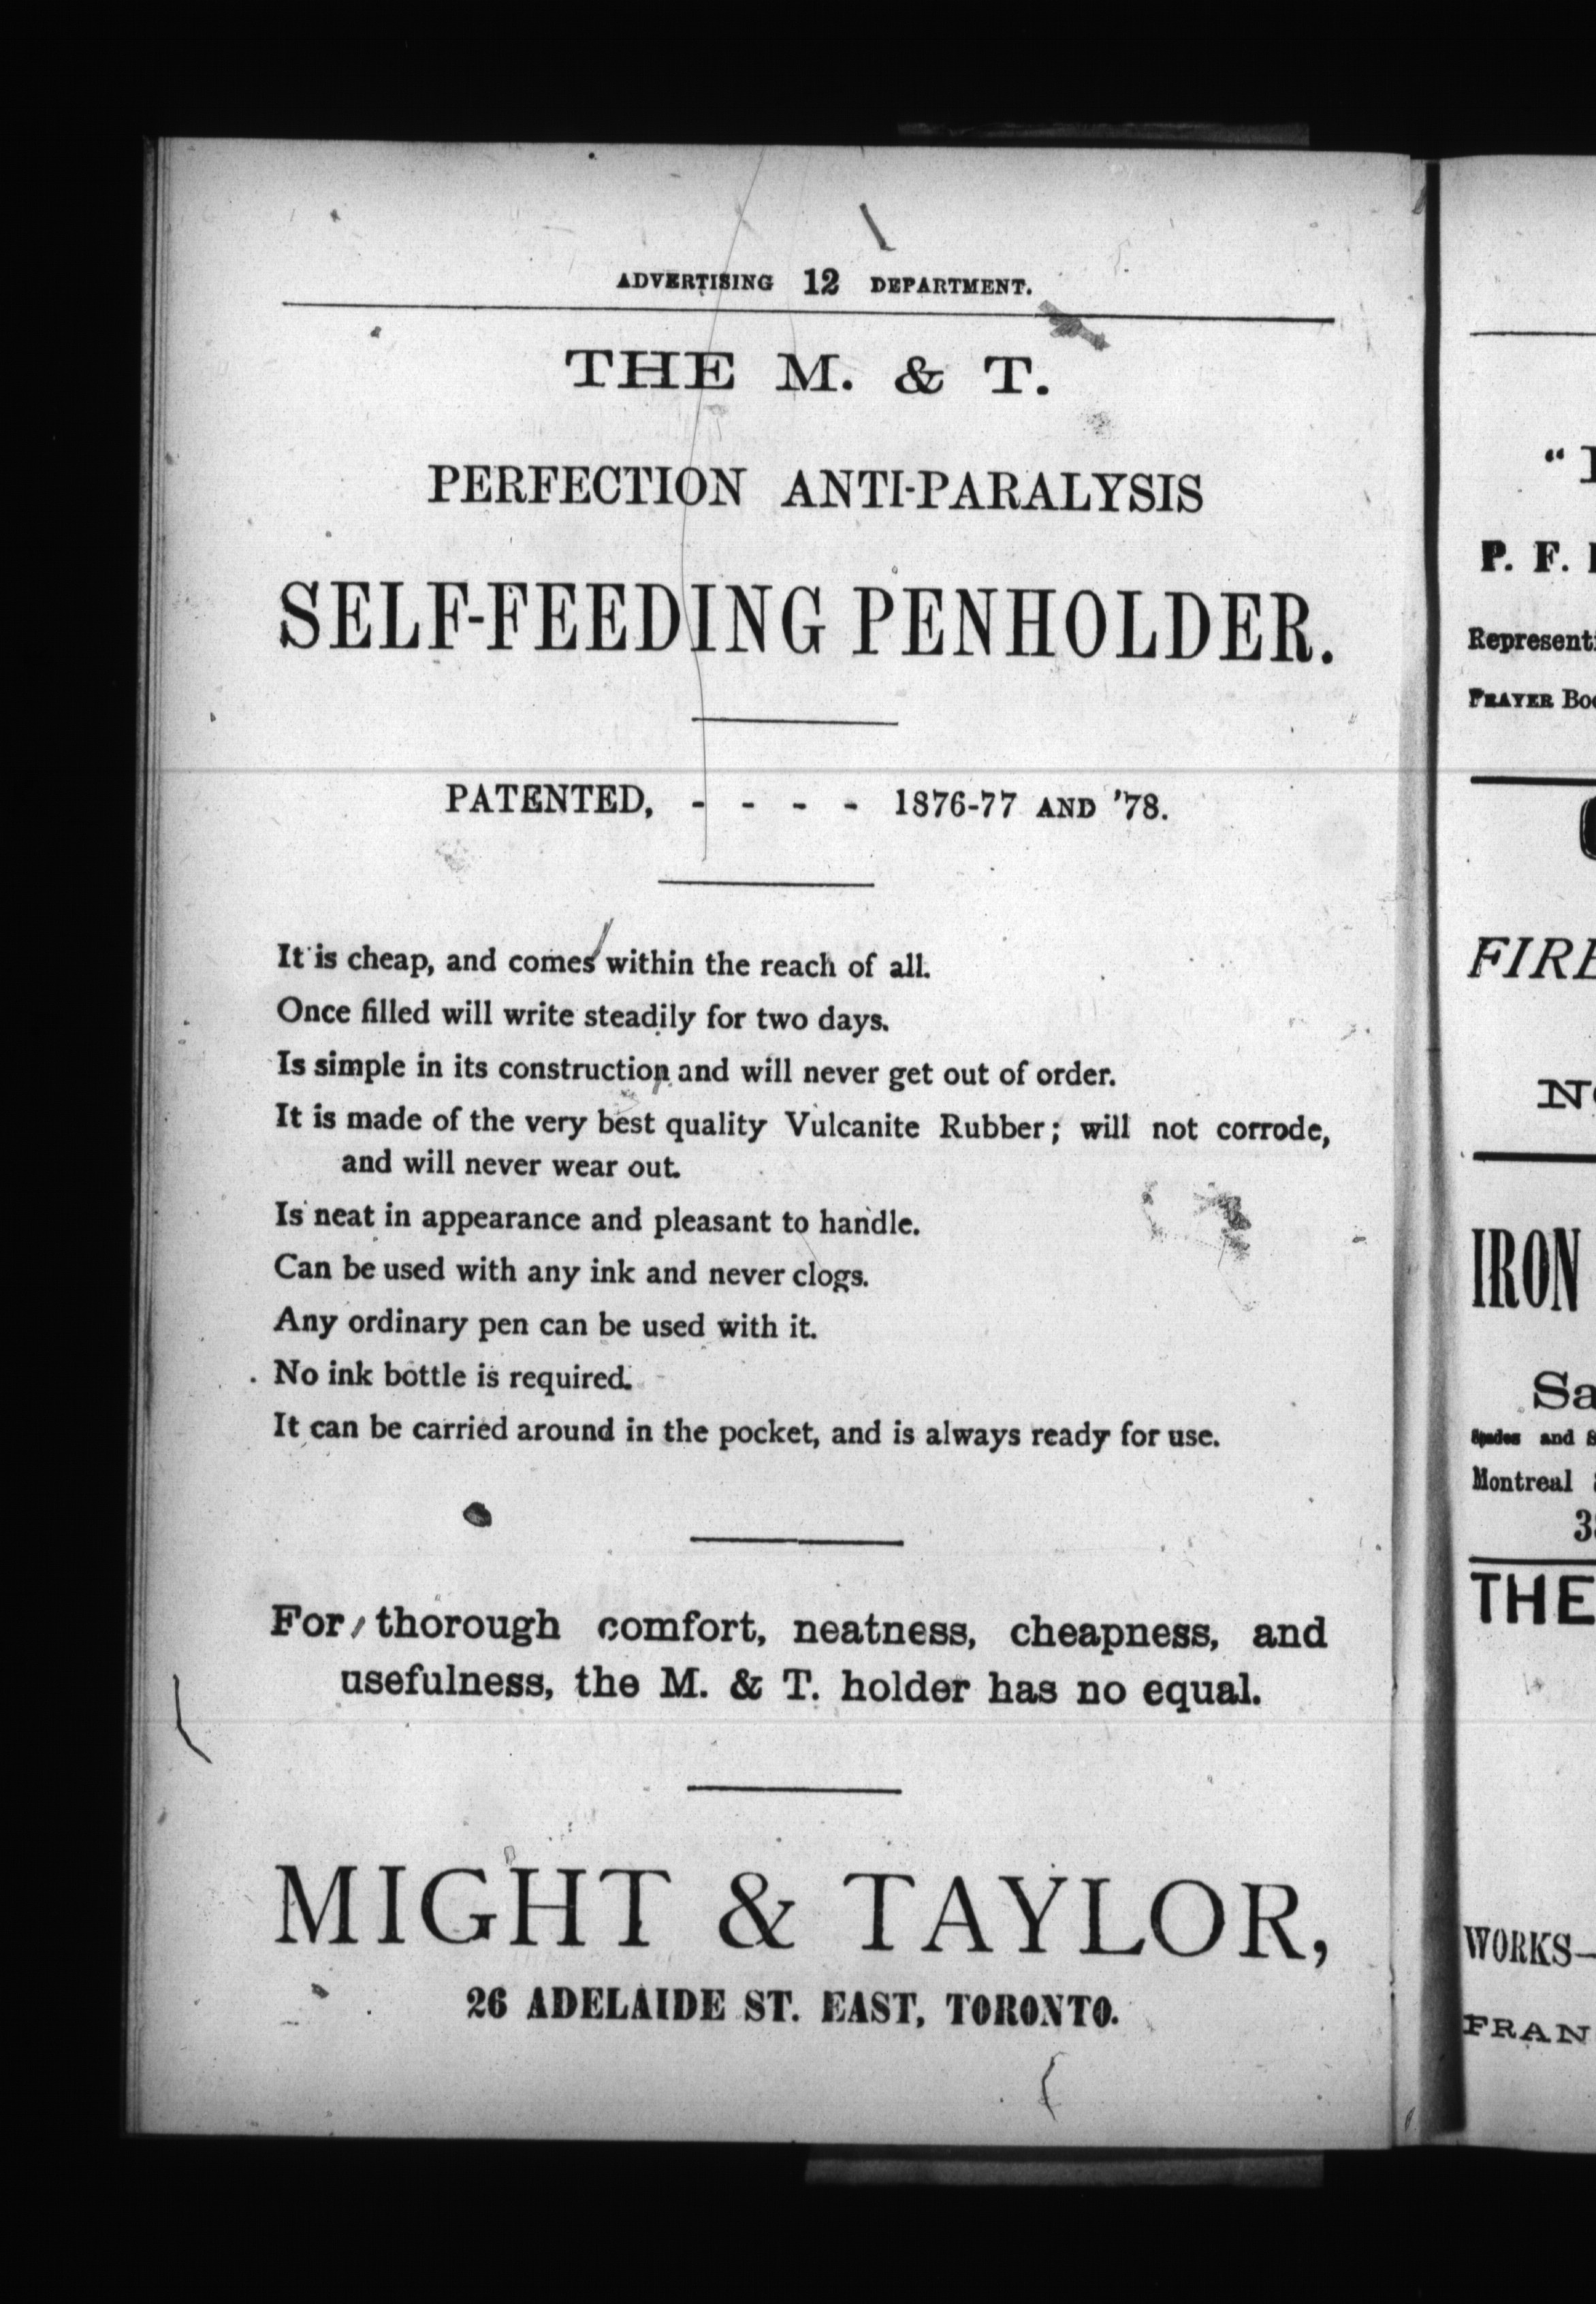 ADVERTISING 12 DEPARTMENT.
THE M. & T.
PERFECTION ANTI-PARALYSIS
SELF-FEEDING PENHOLDER.
PATENTED, - - - - 1876-77 AND '78.
It is cheap, and comes within the reach of all.
Once filled will write steadily for two days.
Is simple in its construction and will never get out of order.
It is made of the very best quality Vulcanite Rubber; will not corrode,
and will never wear out.
Is neat in appearance and pleasant to handle.
Can be used with any ink and never clogs.
Any ordinary pen can be used with it.
No ink bottle is required.
It can be carried around in the pocket, and is always ready for use.
For thorough comfort, neatness, cheapness, and
usefulness, the M. & T. holder has no equal.
MIGHT & TAYLOR,
26 ADELAIDE ST. EAST, TORONTO.
P. F.
PRAYER
IRON
and
Montreal
THE
WORKS—